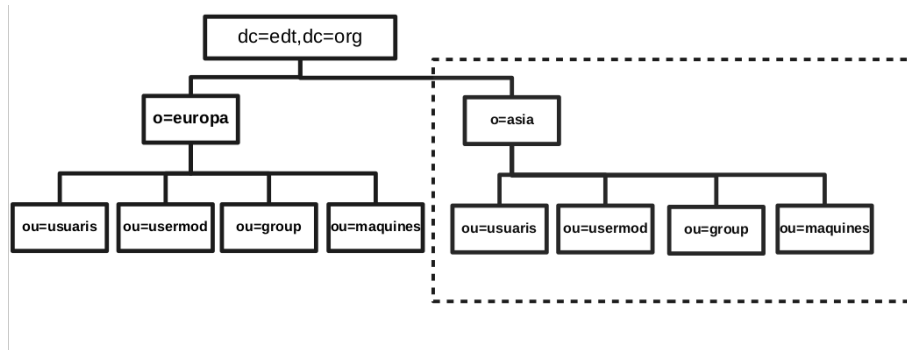 dc=edt,dc=org
o=europa
o=asia
ou=usuaris
ou=usermod
ou=group
ou=maquines
ou=usuaris
ou=usermod
ou=group
ou=maquines